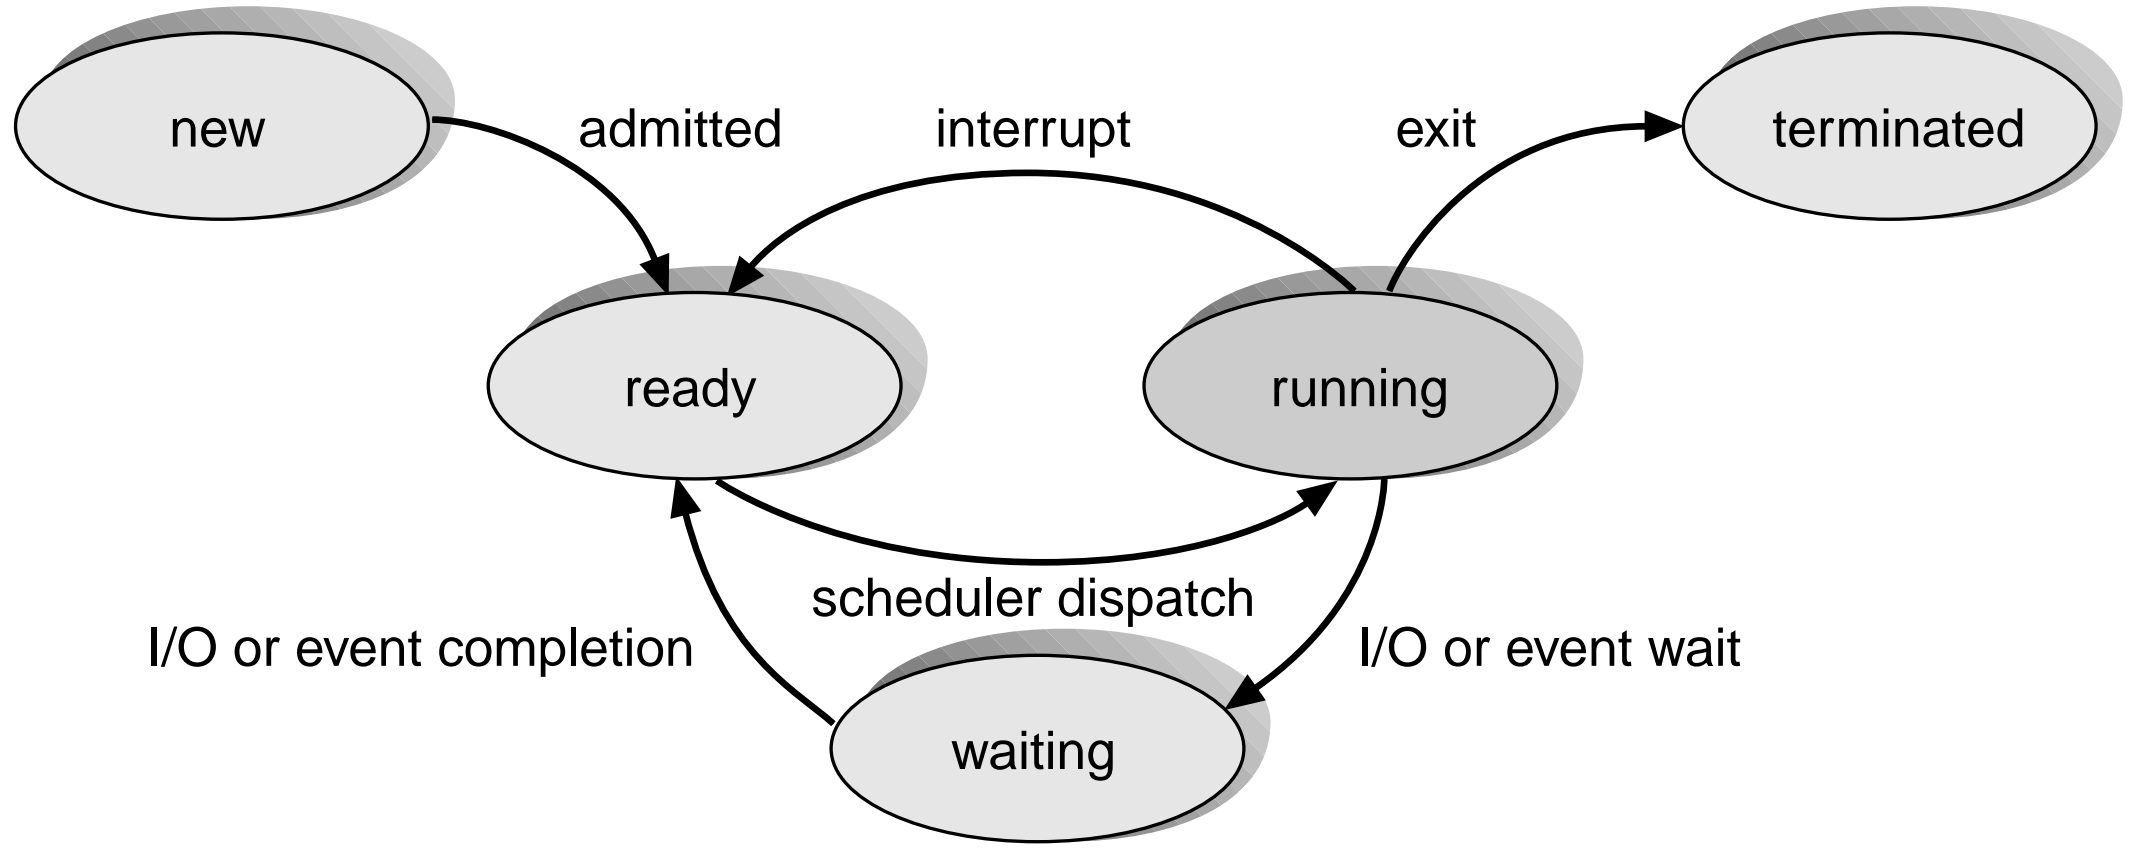 new
admitted
interrupt
exit
terminated
ready
running
scheduler dispatch
I/O or event completion
I/O or event wait
waiting